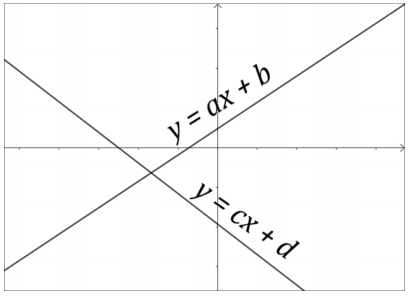 y = ax + b
y = cx + d